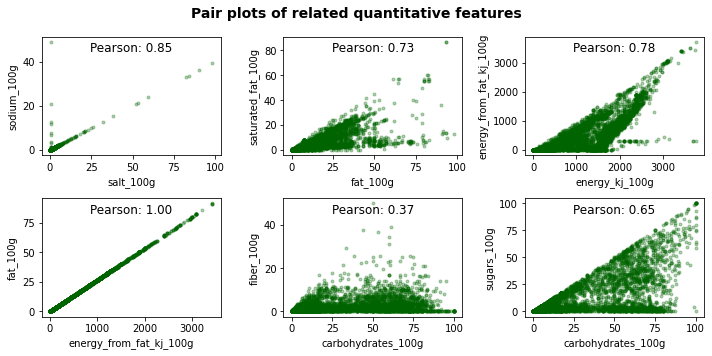 Pair plots of related quantitative features
Pearson: 0.85
sodium_100g
40
20
0
0 25 50 75 100
salt_100g
Pearson: 0.73
saturated_fat_100g
80
60
40
20
0
0 25 50 75 100
fat_100g
Pearson: 0.78
energy_from_fat_kj_100g
3000
2000
1000
0
0 1000 2000 3000
energy_kj_100g
Pearson: 1.00
fat_100g
75
50
25
0
0 1000 2000 3000
energy_from_fat_kj_100g
Pearson: 0.37
fiber_100g
40
20
0
0 25 50 75 100
carbohydrates_100g
Pearson: 0.65
sugars_100g
100
75
50
25
0
0 25 50 75 100
carbohydrates_100g